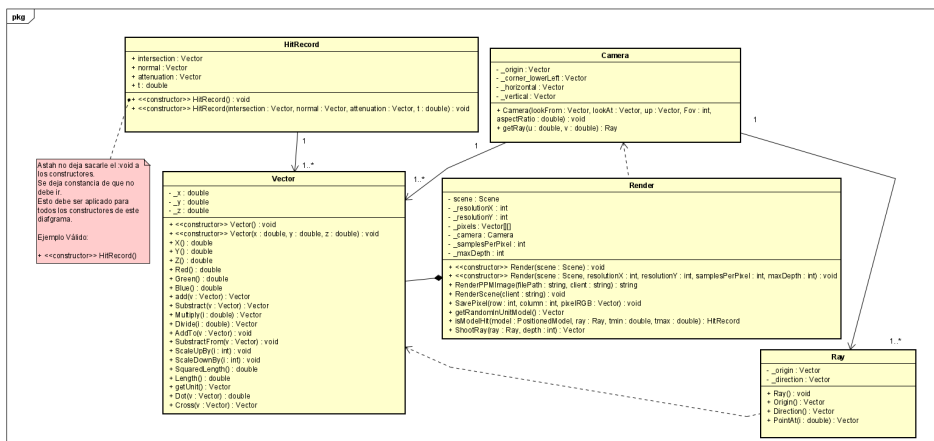 pkg
HitRecord
+ intersection : Vector
+ normal : Vector
+ attenuation : Vector
+ t : double
+ <<constructor>> HitRecord() : void
+ <<constructor>> HitRecord(intersection : Vector, normal : Vector, attenuation : Vector, t : double) : void
Camera
- _origin : Vector
- _corner_lowerLeft : Vector
- _horizontal : Vector
- _vertical : Vector
+ Camera(lookFrom : Vector, lookAt : Vector, up : Vector, Fov : int,
aspectRatio : double) : void
+ getRay(u : double, v : double) : Ray
1
1..*
1
1..*
1
1..*
Astah no deja sacarle el :void a
los constructores.
Se deja constancia de que no
debe ir.
Esto debe ser aplicado para
todos los constructores de este
diafgrama.
Ejemplo Válido:
+ <<constructor>> HitRecord()
Vector
- _x : double
- _y : double
- _z : double
+ <<constructor>> Vector() : void
+ <<constructor>> Vector(x : double, y : double, z : double) : void
+ X() : double
+ Y() : double
+ Z() : double
+ Red() : double
+ Green() : double
+ Blue() : double
+ add(v : Vector) : Vector
+ Substract(v : Vector) : Vector
+ Multiply(i : double) : Vector
+ Divide(i : double) : Vector
+ AddTo(v : Vector) : void
+ SubstractFrom(v : Vector) : void
+ ScaleUpBy(i : int) : void
+ ScaleDownBy(i : int) : void
+ SquaredLength() : double
+ Length() : double
+ getUnit() : Vector
+ Dot(v : Vector) : double
+ Cross(v : Vector) : Vector
Render
- scene : Scene
- _resolutionX : int
- _resolutionY : int
- _pixels : Vector[][]
- _camera : Camera
- _samplesPerPixel : int
- _maxDepth : int
+ <<constructor>> Render(scene : Scene) : void
+ <<constructor>> Render(scene : Scene, resolutionX : int, resolutionY : int, samplesPerPixel : int, maxDepth : int) : void
+ RenderPPMImage(filePath : string, client : string) : string
+ RenderScene(client : string) : void
+ SavePixel(row : int, column : int, pixelRGB : Vector) : void
+ getRandomInUnitModel() : Vector
+ isModelHit(model : PositionedModel, ray : Ray, tmin : double, tmax : double) : HitRecord
+ ShootRay(ray : Ray, depth : int) : Vector
Ray
- _origin : Vector
- _direction : Vector
+ Ray() : void
+ Origin() : Vector
+ Direction() : Vector
+ PointAt(i : double) : Vector